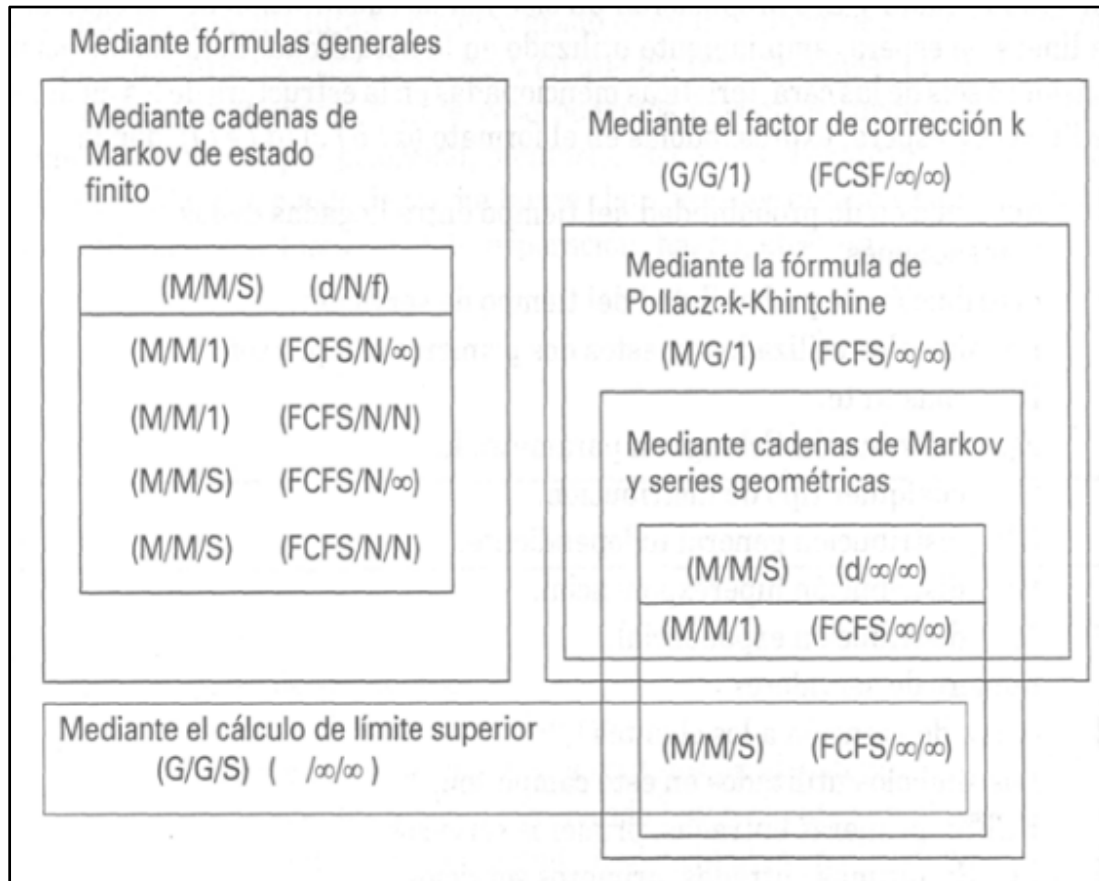 Mediante fórmulas generales
Mediante cadenas de
Markov de estado
finito
(M/M/S) (d/N/f)
(M/M/1) (FCFS/N/∞)
(M/M/1) (FCFS/N/N)
(M/M/S) (FCFS/N/∞)
(M/M/S) (FCFS/N/N)
Mediante el factor de corrección k
(G/G/1) (FCSF/∞/∞)
Mediante la fórmula de
Pollaczek-Khintchine
(M/G/1) (FCFS/∞/∞)
Mediante cadenas de Markov
y series geométricas
(M/M/S) (d/∞/∞)
(M/M/1) (FCFS/∞/∞)
(M/M/S) (FCFS/∞/∞)
Mediante el cálculo de límite superior
(G/G/S) ( /∞/∞ )